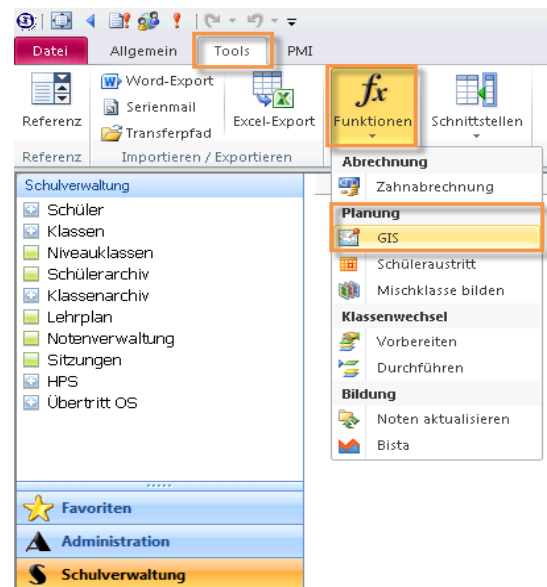 Datei Allgemein Tools PMI
Referenz
Word-Export
Serienmail
Transferpfad
Excel-Export
Funktionen
Schnittstellen
Referenz
Importieren / Exportieren
Schulverwaltung
Schüler
Klassen
Niveauklassen
Schülerarchiv
Klassenarchiv
Lehrplan
Notenverwaltung
Sitzungen
HPS
Übertritt OS
Favoriten
Administration
Schulverwaltung
Abrechnung
Zahnabrechnung
Planung
GIS
Schüleraustritt
Mischklasse bilden
Klassenwechsel
Vorbereiten
Durchführen
Bildung
Noten aktualisieren
Bista